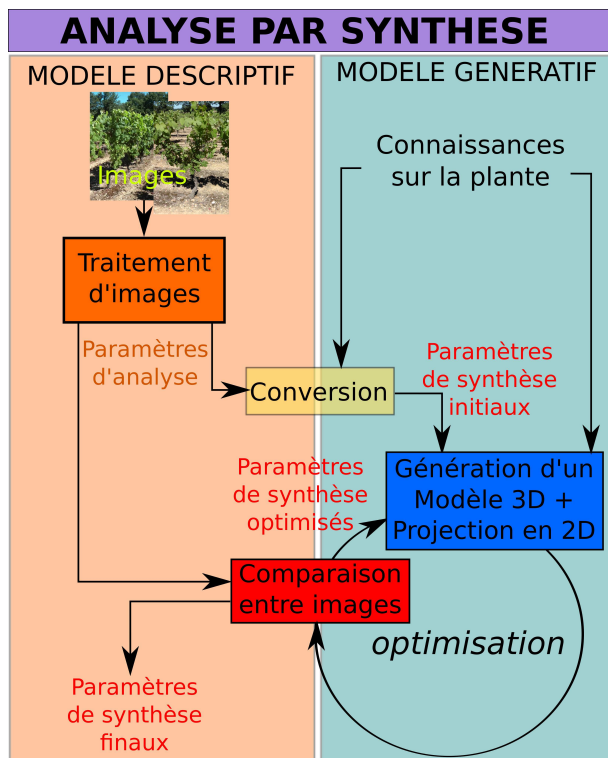 ANALYSE PAR SYNTHESE
MODELE DESCRIPTIF
MODELE GENERATIF
Images
Connaissances
sur la plante
Traitement
d'images
Paramètres
d'analyse
Conversion
Paramètres
de synthèse
initiaux
Paramètres
de synthèse
optimisés
Génération d'un
Modèle 3D +
Projection en 2D
Comparaison
entre images
optimisation
Paramètres
de synthèse
finaux